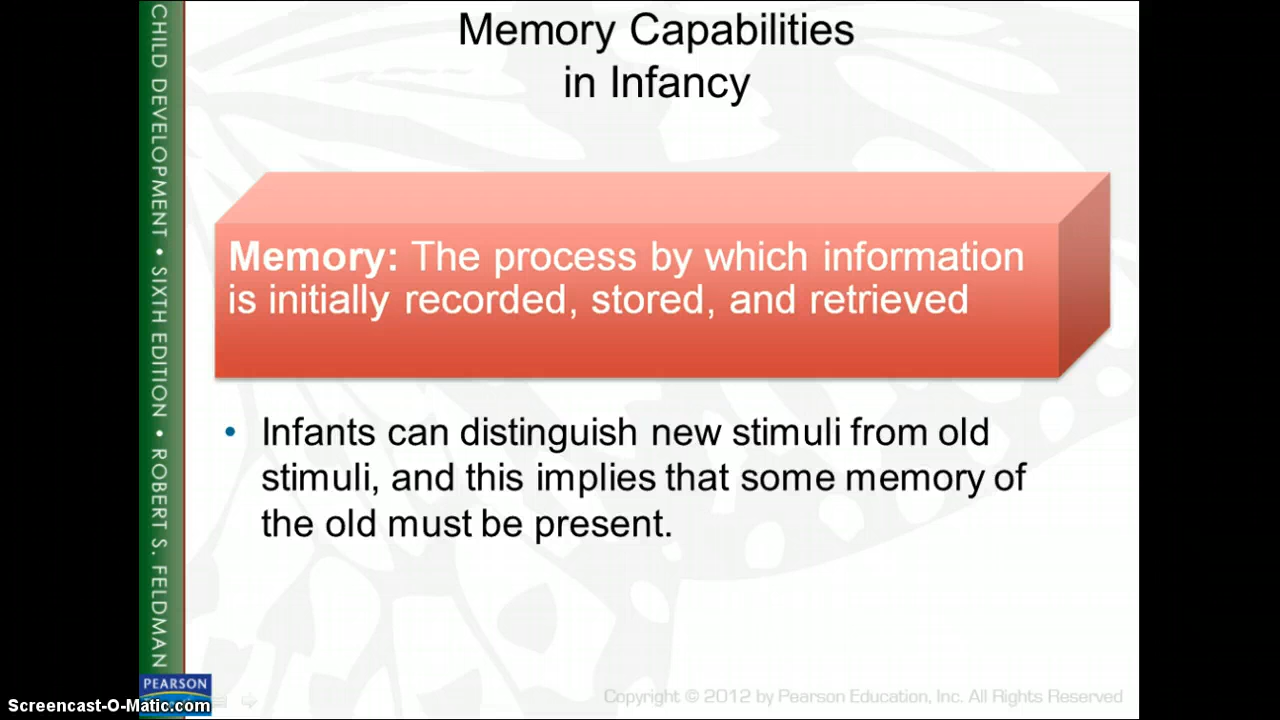 Memory Capabilities
in Infancy
Memory: The process by which information
is initially recorded, stored, and retrieved
• Infants can distinguish new stimuli from old
stimuli, and this implies that some memory of
the old must be present.
CHILD DEVELOPMENT • SIXTH EDITION • ROBERT S. FELDMAN
PEARSON
Screencast-O-Matic.com
Copyright © 2012 by Pearson Education, Inc. All Rights Reserved